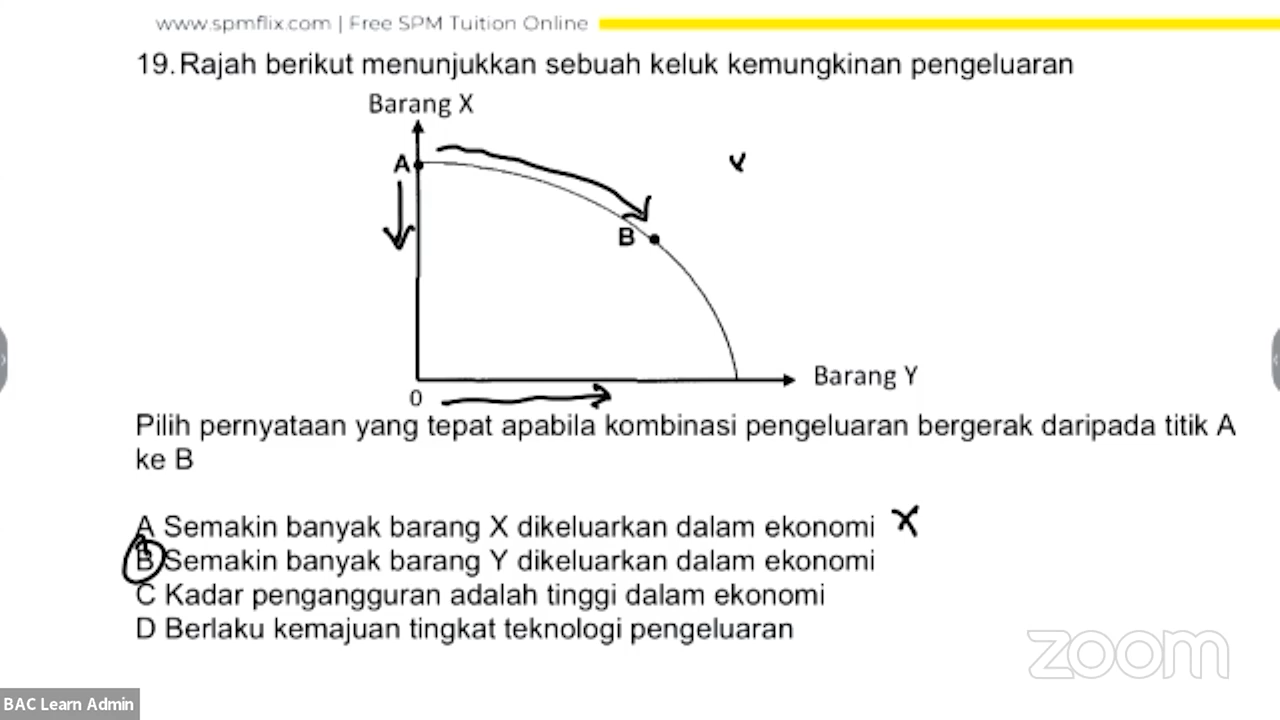 www.spmflix.com | Free SPM Tuition Online
19. Rajah berikut menunjukkan sebuah keluk kemungkinan pengeluaran
Barang X
A
B
Barang Y
0
Pilih pernyataan yang tepat apabila kombinasi pengeluaran bergerak daripada titik A
ke B
A Semakin banyak barang X dikeluarkan dalam ekonomi X
B Semakin banyak barang Y dikeluarkan dalam ekonomi
C Kadar pengangguran adalah tinggi dalam ekonomi
D Berlaku kemajuan tingkat teknologi pengeluaran
zoom
BAC Learn Admin